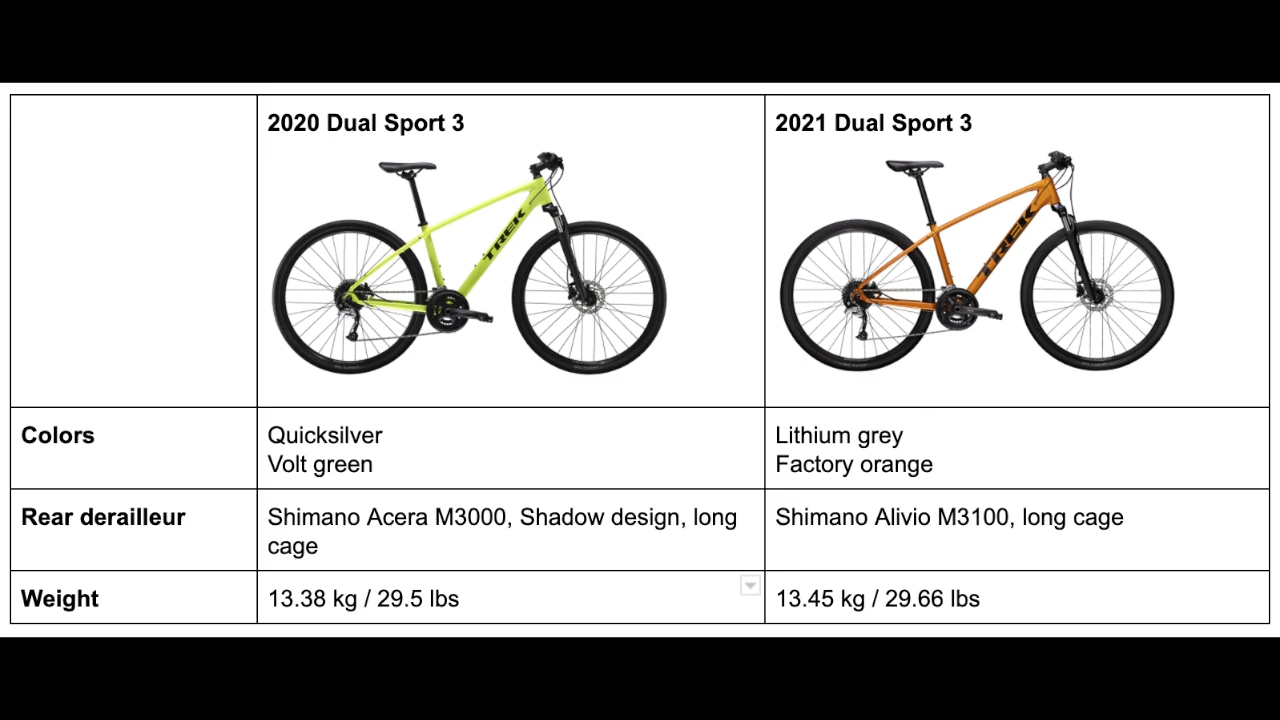 2020 Dual Sport 3
2021 Dual Sport 3
TREK
TREK
Colors
Quicksilver
Volt green
Lithium grey
Factory orange
Rear derailleur
Shimano Acera M3000, Shadow design, long
cage
Shimano Alivio M3100, long cage
Weight
13.38 kg / 29.5 lbs
13.45 kg / 29.66 lbs